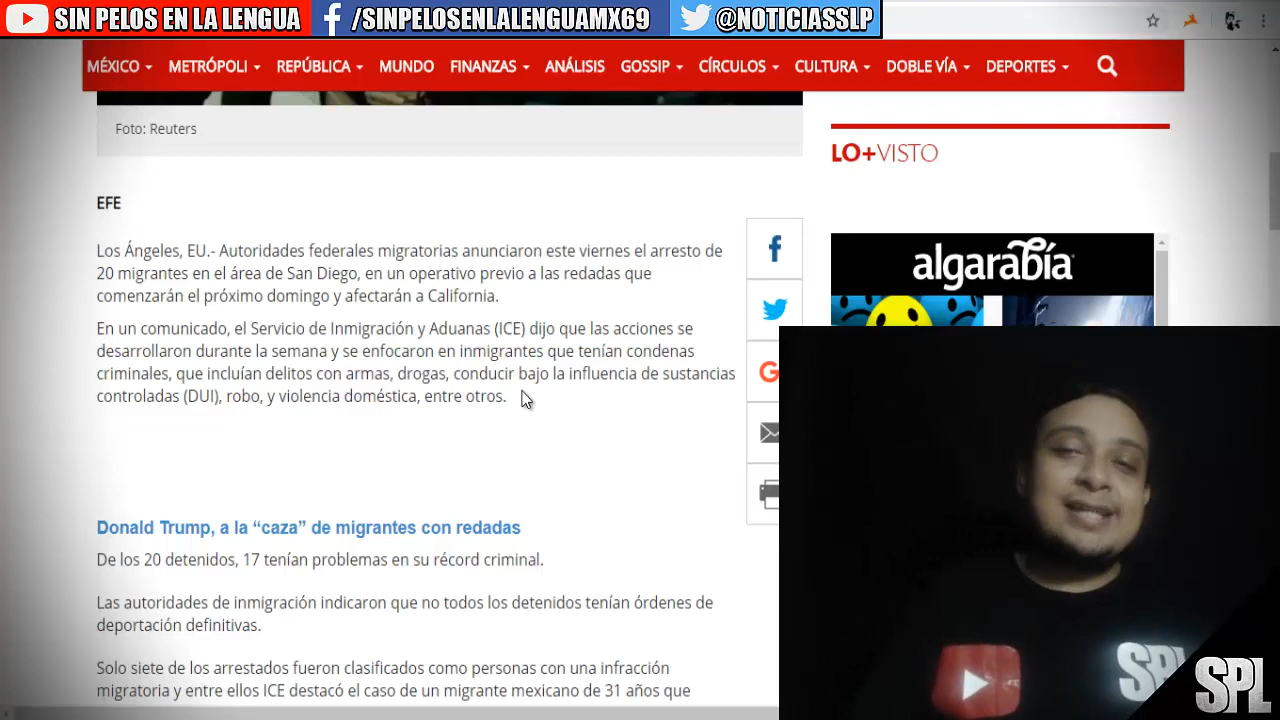 SIN PELOS EN LA LENGUA
/SINPELOSENLALENGUAMX69
@NOTICIASSLP
MÉXICO METRÓPOLI REPÚBLICA MUNDO FINANZAS ANÁLISIS GOSSIP CÍRCULOS CULTURA DOBLE VÍA DEPORTES
Foto: Reuters
LO+VISTO
EFE
Los Ángeles, EU.- Autoridades federales migratorias anunciaron este viernes el arresto de
20 migrantes en el área de San Diego, en un operativo previo a las redadas que
comenzarán el próximo domingo y afectarán a California.
En un comunicado, el Servicio de Inmigración y Aduanas (ICE) dijo que las acciones se
desarrollaron durante la semana y se enfocaron en inmigrantes que tenían condenas
criminales, que incluían delitos con armas, drogas, conducir bajo la influencia de sustancias
controladas (DUI), robo, y violencia doméstica, entre otros.
algarabía
Donald Trump, a la “caza” de migrantes con redadas
De los 20 detenidos, 17 tenían problemas en su récord criminal.
Las autoridades de inmigración indicaron que no todos los detenidos tenían órdenes de
deportación definitivas.
Solo siete de los arrestados fueron clasificados como personas con una infracción
migratoria y entre ellos ICE destacó el caso de un migrante mexicano de 31 años que
SPL
SPL